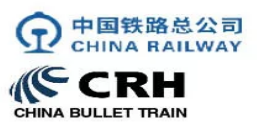 中国铁路总公司
CHINA RAILWAY
CRH
CHINA BULLET TRAIN